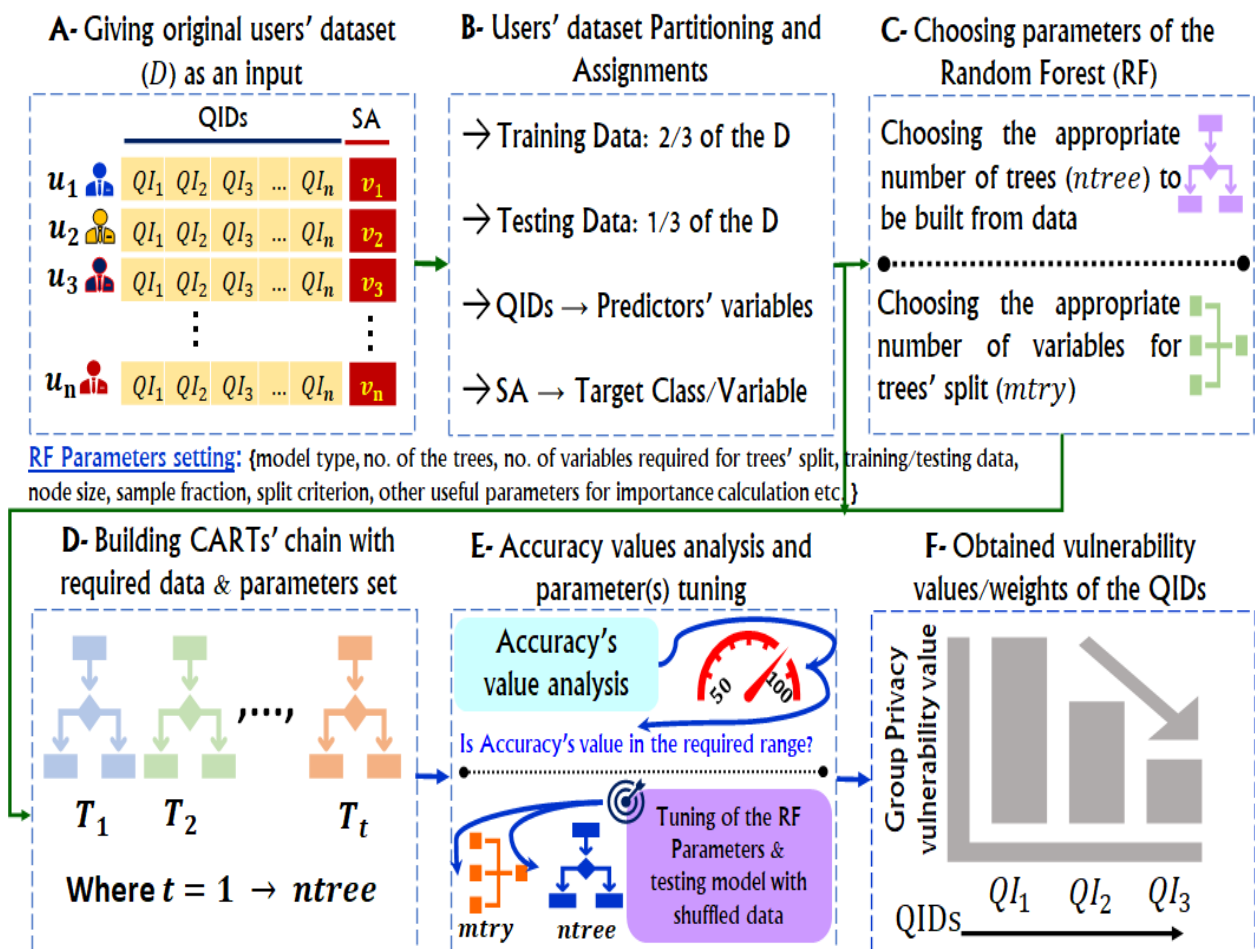 A- Giving original users' dataset
(D) as an input
QIDs
SA
u1 QI1 QI2 QI3 ... QIn v1
u2 QI1 QI2 QI3 ... QIn v2
u3 QI1 QI2 QI3 ... QIn v3
un QI1 QI2 QI3 ... QIn vn
B- Users' dataset Partitioning and
Assignments
→ Training Data: 2/3 of the D
→ Testing Data: 1/3 of the D
→ QIDs → Predictors' variables
→ SA → Target Class/Variable
C- Choosing parameters of the
Random Forest (RF)
Choosing the appropriate
number of trees (ntree) to
be built from data
Choosing the appropriate
number of variables for
trees' split (mtry)
RF Parameters setting: {model type, no. of the trees, no. of variables required for trees' split, training/testing data,
node size, sample fraction, split criterion, other useful parameters for importance calculation etc. }
D- Building CARTs' chain with
required data & parameters set
,...,
T1 T2 Tt
Where t = 1 → ntree
E- Accuracy values analysis and
parameter(s) tuning
Accuracy's
value analysis
50 100
Is Accuracy's value in the required range?
mtry
ntree
Tuning of the RF
Parameters &
testing model with
shuffled data
F- Obtained vulnerability
values/weights of the QIDs
Group Privacy
vulnerability value
QI1 QI2 QI3
QIDs